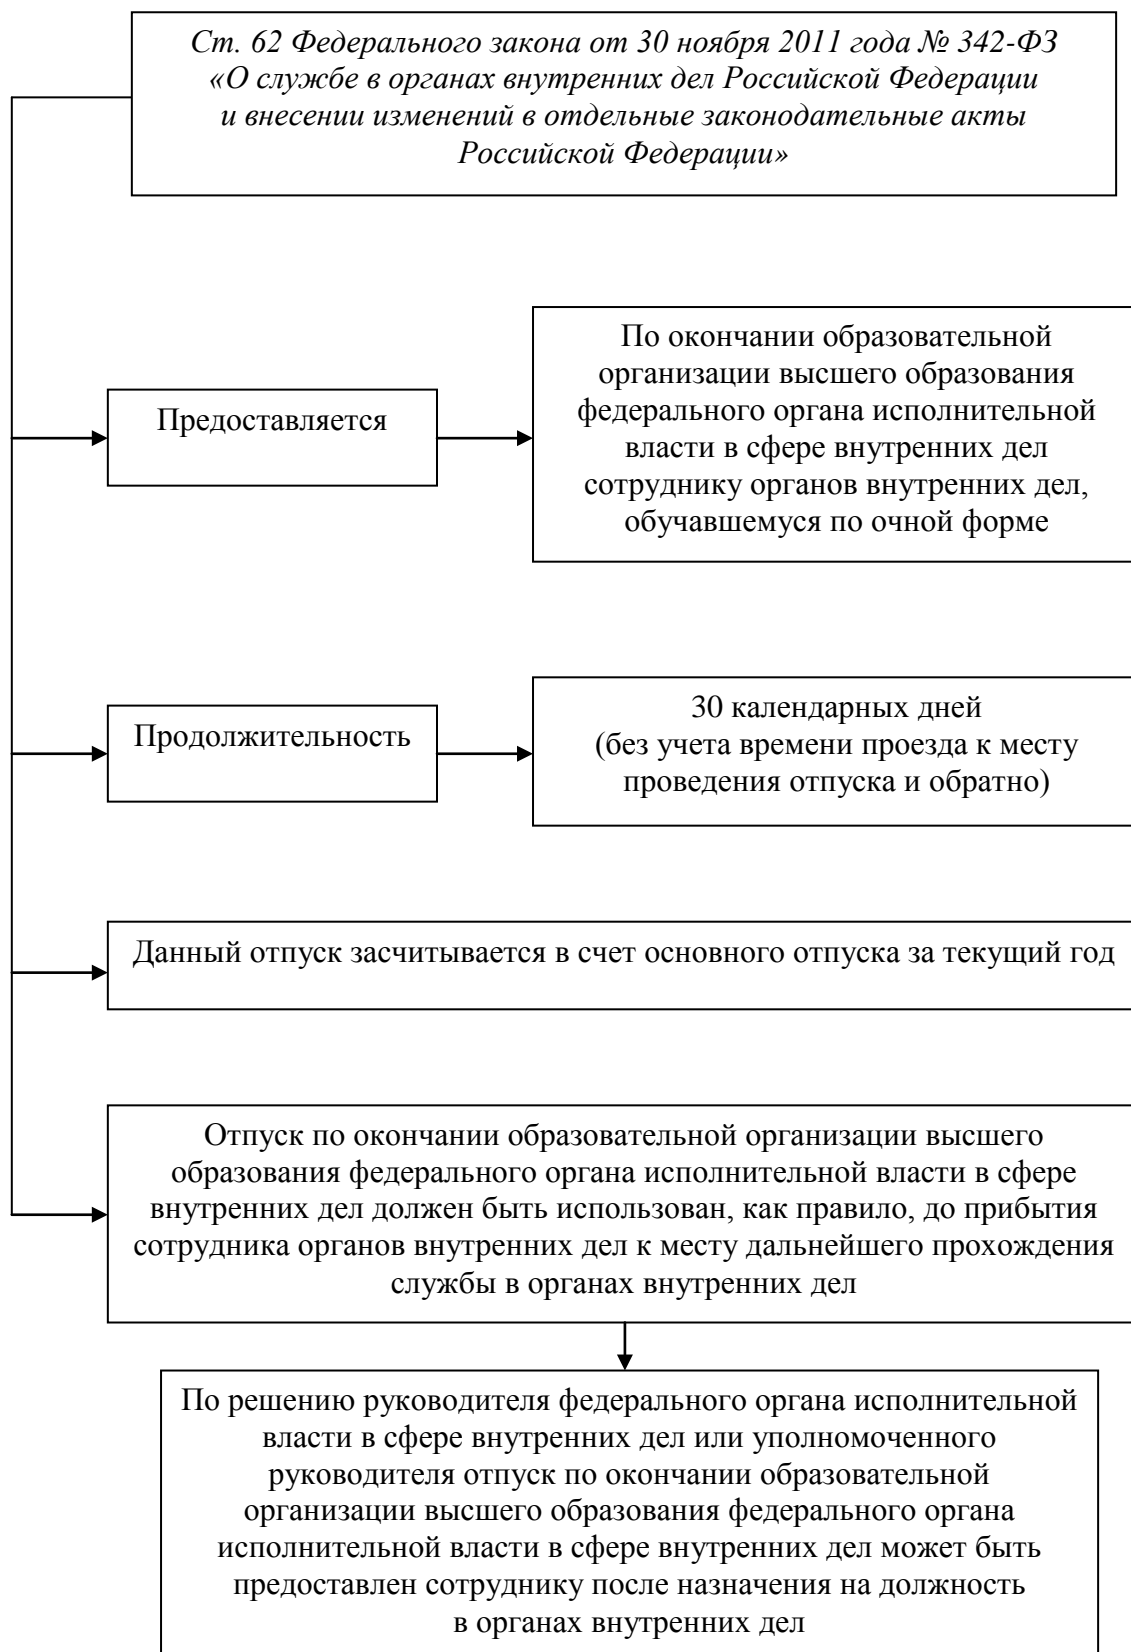 Ст. 62 Федерального закона от 30 ноября 2011 года № 342-ФЗ
«О службе в органах внутренних дел Российской Федерации
и внесении изменений в отдельные законодательные акты
Российской Федерации»
Предоставляется
По окончании образовательной
организации высшего образования
федерального органа исполнительной
власти в сфере внутренних дел
сотруднику органов внутренних дел,
обучавшемуся по очной форме
Продолжительность
30 календарных дней
(без учета времени проезда к месту
проведения отпуска и обратно)
Данный отпуск засчитывается в счет основного отпуска за текущий год
Отпуск по окончании образовательной организации высшего
образования федерального органа исполнительной власти в сфере
внутренних дел должен быть использован, как правило, до прибытия
сотрудника органов внутренних дел к месту дальнейшего прохождения
службы в органах внутренних дел
По решению руководителя федерального органа исполнительной
власти в сфере внутренних дел или уполномоченного
руководителя отпуск по окончании образовательной
организации высшего образования федерального органа
исполнительной власти в сфере внутренних дел может быть
предоставлен сотруднику после назначения на должность
в органах внутренних дел